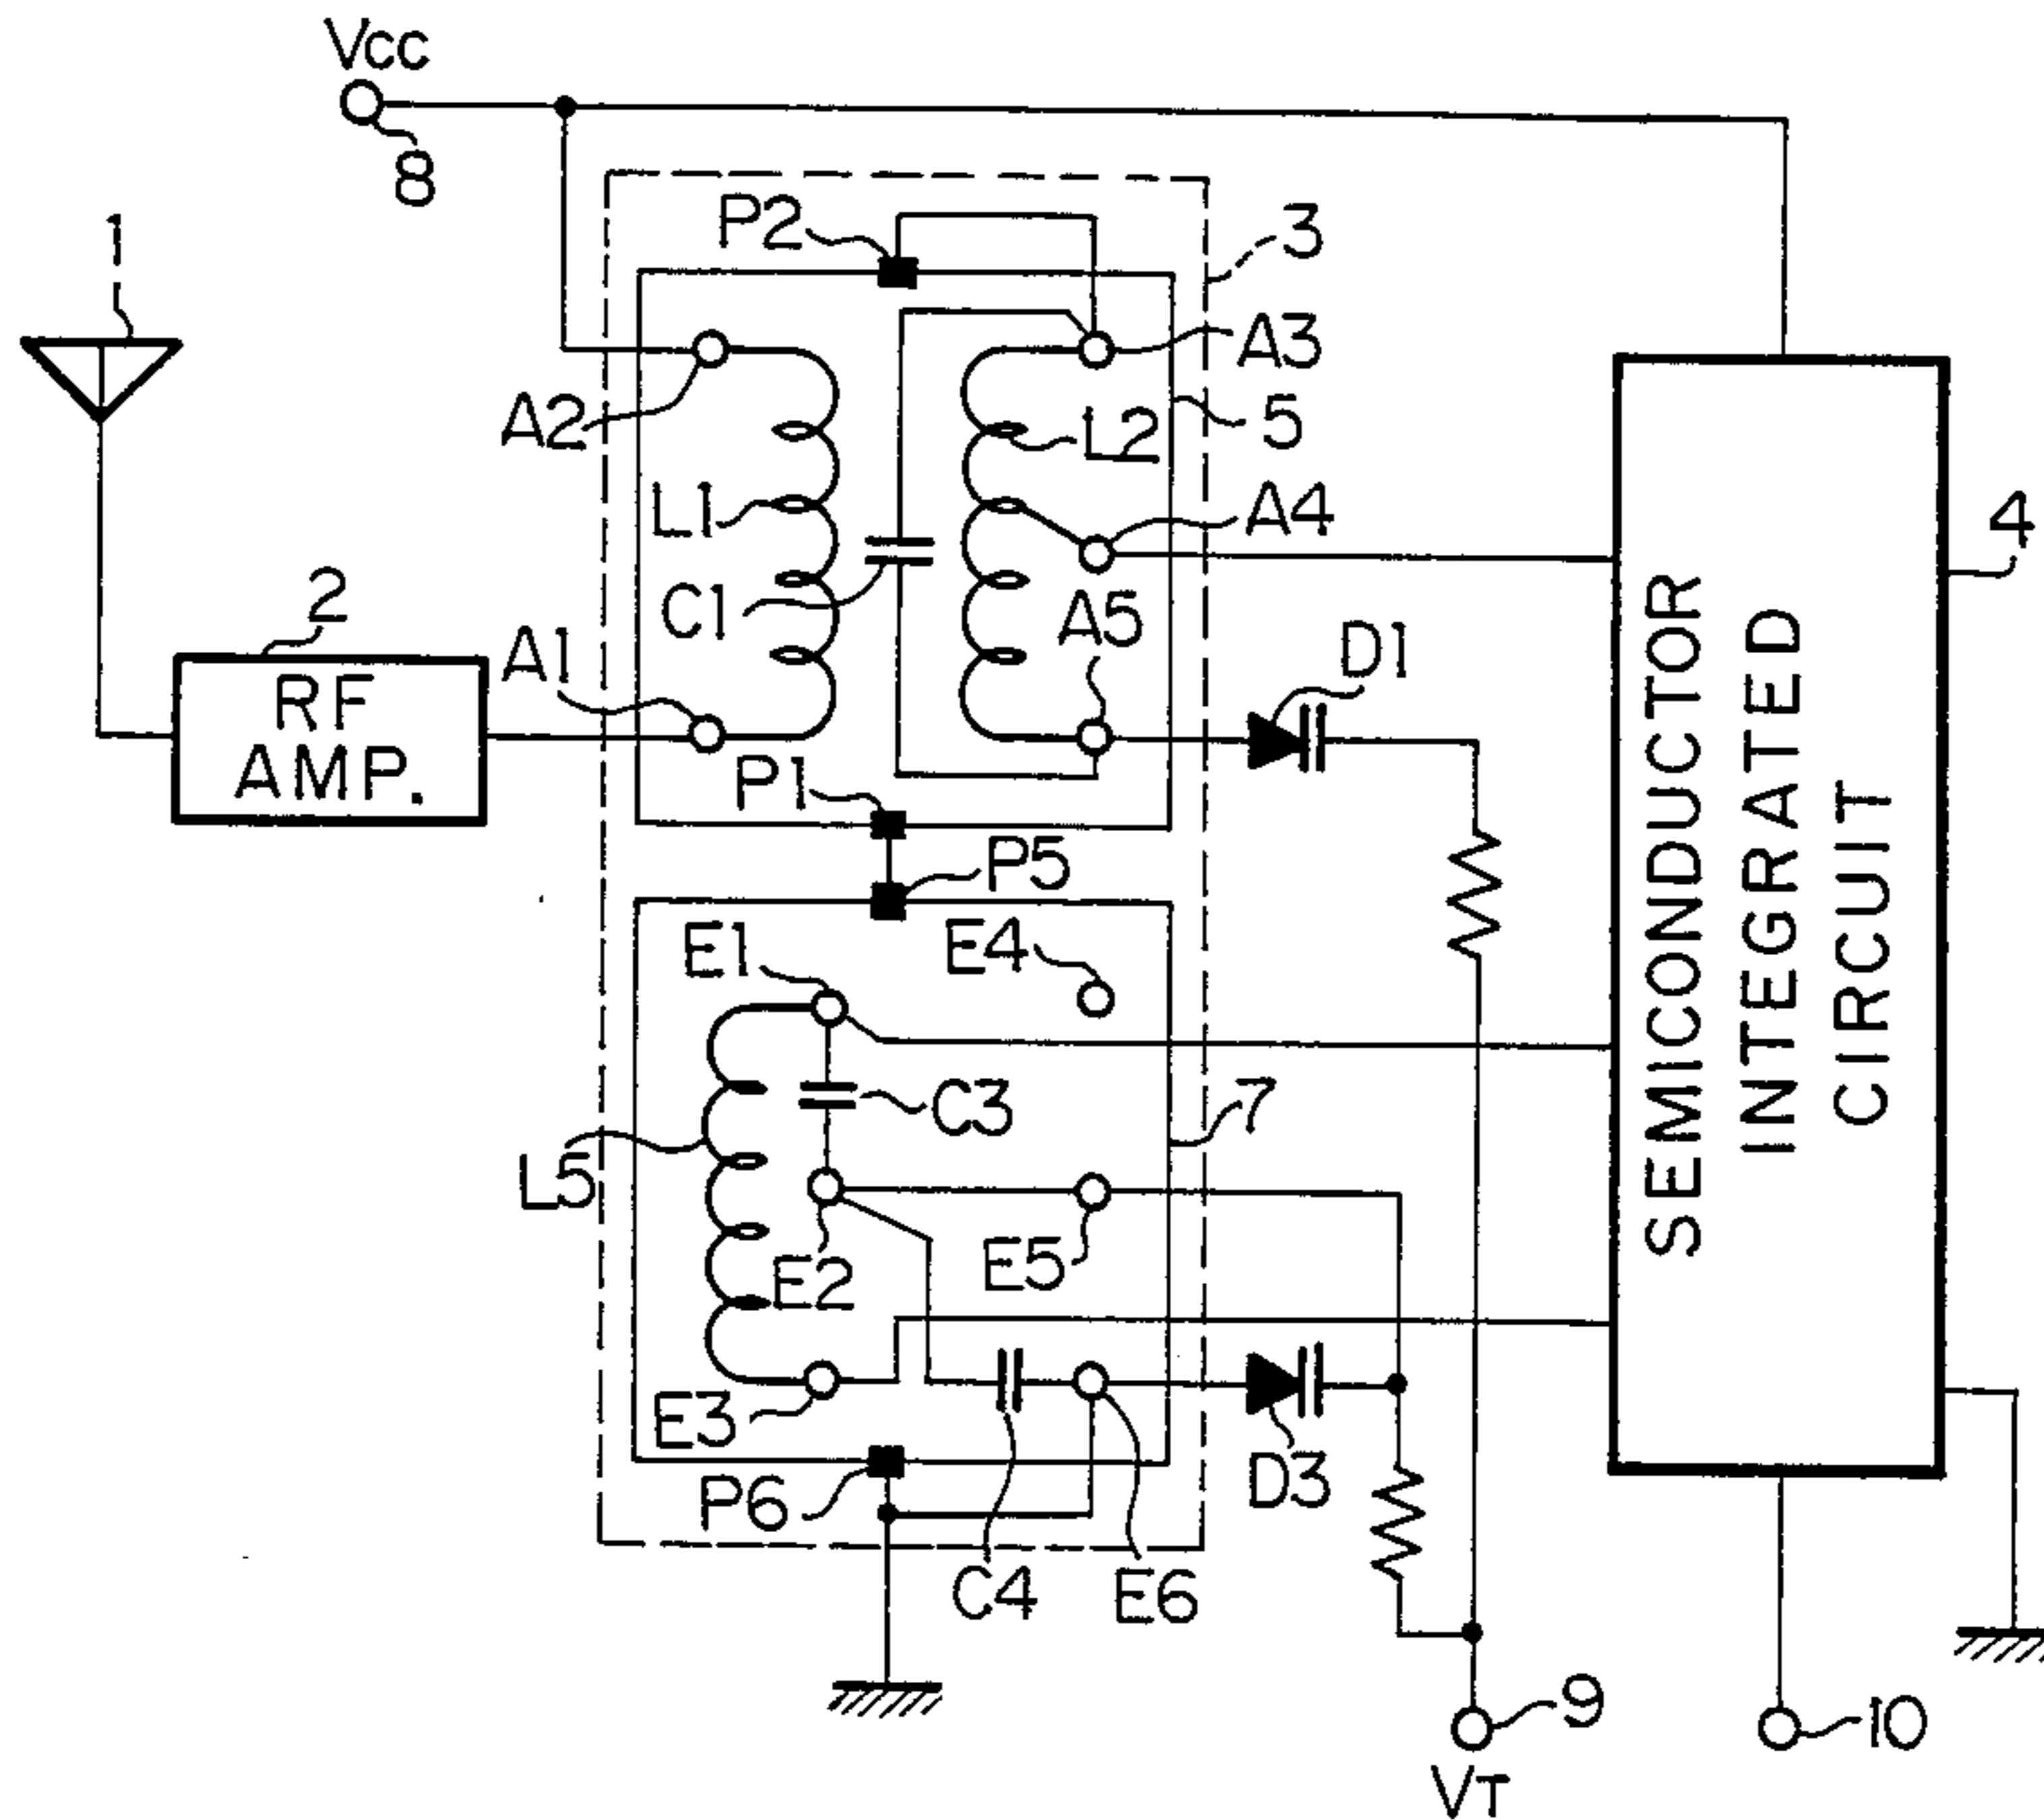 Vcc
8
1
P2
3
A3
A2
5
L2
L1
A4
4
C1
A5
2
A1
D1
RF
AMP.
P1
P5
E1
E4
C3
7
L5
E2
E5
E3
D3
P6
C4
E6
SEMICONDUCTOR
INTEGRATED
CIRCUIT
9
10
VT